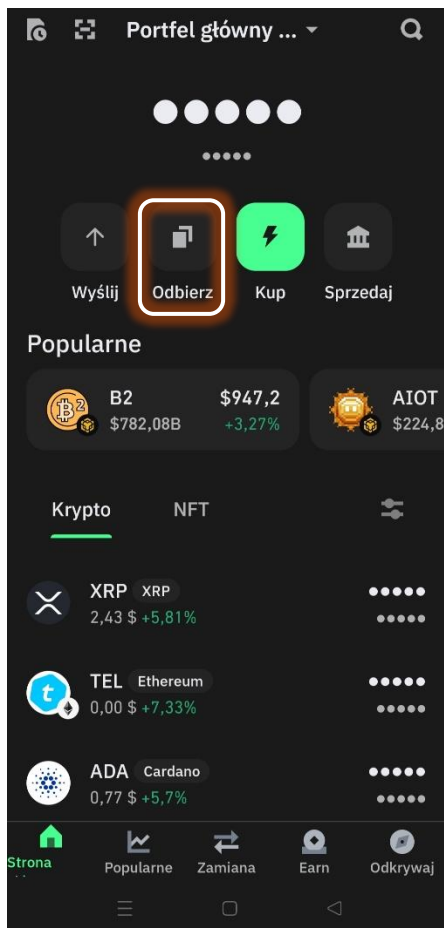 Portfel główny ...
Wyślij Odbierz Kup Sprzedaj
Popularne
B2 $947,2 AIOT
$782,08B +3,27% $224,8
Krypto NFT
XRP XRP
2,43 $ +5,81%
TEL Ethereum
0,00 $ +7,33%
ADA Cardano
0,77 $ +5,7%
Strona Popularne Zamiana Earn Odkrywaj